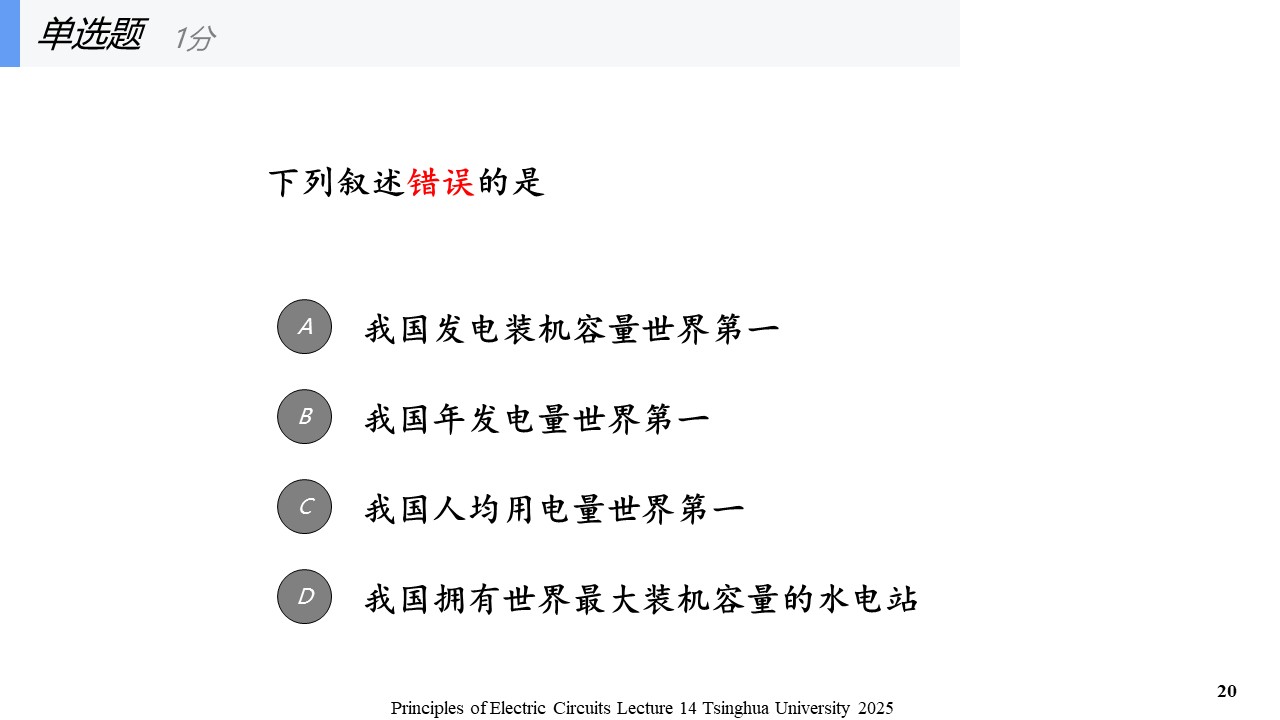 单选题 1分
下列叙述错误的是
A 我国发电装机容量世界第一
B 我国年发电量世界第一
C 我国人均用电量世界第一
D 我国拥有世界最大装机容量的水电站
20
Principles of Electric Circuits Lecture 14 Tsinghua University 2025